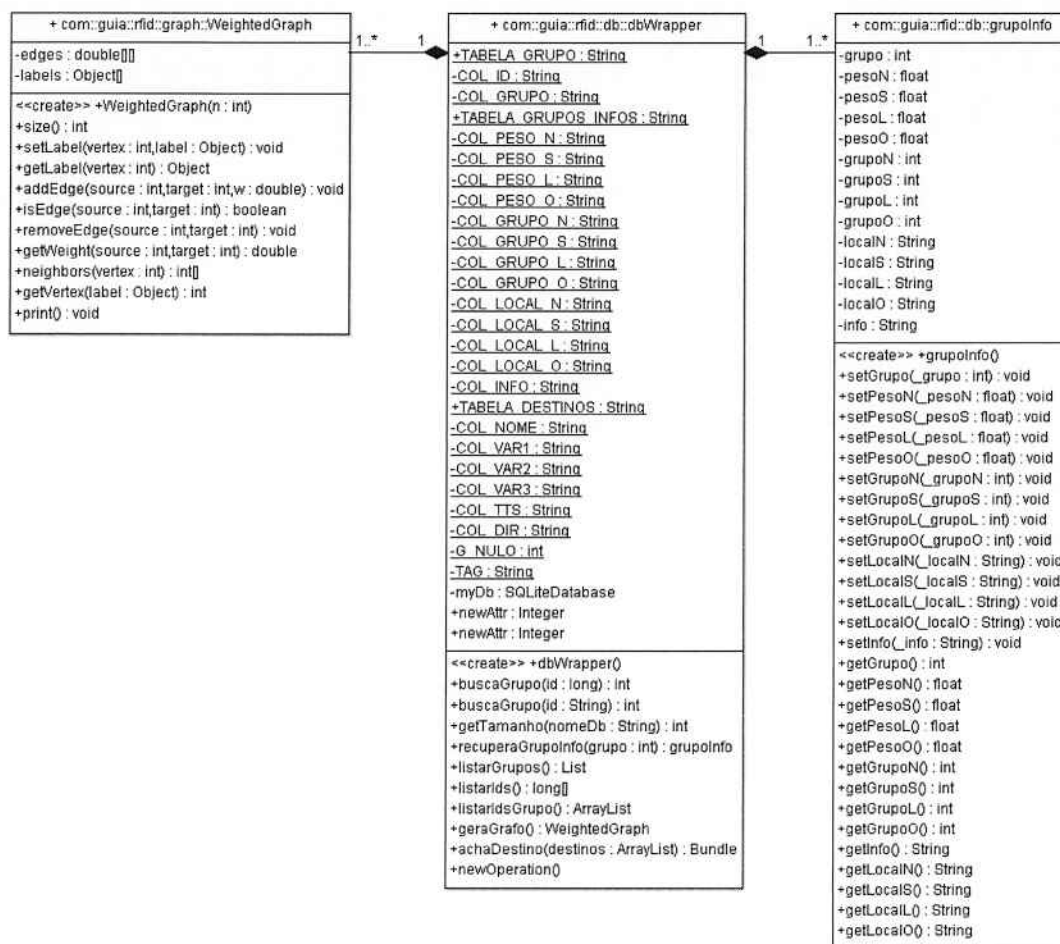 + com::guia::rfid::graph::WeightedGraph
-edges : double[][]
-labels : Object[]
<<create>> +WeightedGraph(n : int)
+size() : int
+setLabel(vertex : int,label : Object) : void
+getLabel(vertex : int) : Object
+addEdge(source : int,target : int,w : double) : void
+isEdge(source : int,target : int) : boolean
+removeEdge(source : int,target : int) : void
+getWeight(source : int,target : int) : double
+neighbors(vertex : int) : int[]
+getVertex(label : Object) : int
+print() : void
1..*
1
+ com::guia::rfid::db::dbWrapper
+TABELA_GRUPO : String
-COL_ID : String
-COL_GRUPO : String
+TABELA_GRUPOS_INFOS : String
-COL_PESO_N : String
-COL_PESO_S : String
-COL_PESO_L : String
-COL_PESO_O : String
-COL_GRUPO_N : String
-COL_GRUPO_S : String
-COL_GRUPO_L : String
-COL_GRUPO_O : String
-COL_LOCAL_N : String
-COL_LOCAL_S : String
-COL_LOCAL_L : String
-COL_LOCAL_O : String
-COL_INFO : String
+TABELA_DESTINOS : String
-COL_NOME : String
-COL_VAR1 : String
-COL_VAR2 : String
-COL_VAR3 : String
-COL_TTS : String
-COL_DIR : String
-G_NULO : int
-TAG : String
-myDb : SQLiteDatabase
+newAttr : Integer
+newAttr : Integer
<<create>> +dbWrapper()
+buscaGrupo(id : long) : int
+buscaGrupo(id : String) : int
+getTamanho(nomeDb : String) : int
+recuperaGrupoInfo(grupo : int) : grupoInfo
+listarGrupos() : List
+listarIds() : long[]
+listarIdsGrupo() : ArrayList
+geraGrafo() : WeightedGraph
+achaDestino(destinos : ArrayList) : Bundle
+newOperation()
1
1..*
+ com::guia::rfid::db::grupoInfo
-grupo : int
-pesoN : float
-pesoS : float
-pesoL : float
-pesoO : float
-grupoN : int
-grupoS : int
-grupoL : int
-grupoO : int
-localN : String
-localS : String
-localL : String
-localO : String
-info : String
<<create>> +grupoInfo()
+setGrupo(_grupo : int) : void
+setPesoN(_pesoN : float) : void
+setPesoS(_pesoS : float) : void
+setPesoL(_pesoL : float) : void
+setPesoO(_pesoO : float) : void
+setGrupoN(_grupoN : int) : void
+setGrupoS(_grupoS : int) : void
+setGrupoL(_grupoL : int) : void
+setGrupoO(_grupoO : int) : void
+setLocalN(_localN : String) : void
+setLocalS(_localS : String) : void
+setLocalL(_localL : String) : void
+setLocalO(_localO : String) : void
+setInfo(_info : String) : void
+getGrupo() : int
+getPesoN() : float
+getPesoS() : float
+getPesoL() : float
+getPesoO() : float
+getGrupoN() : int
+getGrupoS() : int
+getGrupoL() : int
+getGrupoO() : int
+getInfo() : String
+getLocalN() : String
+getLocalS() : String
+getLocalL() : String
+getLocalO() : String